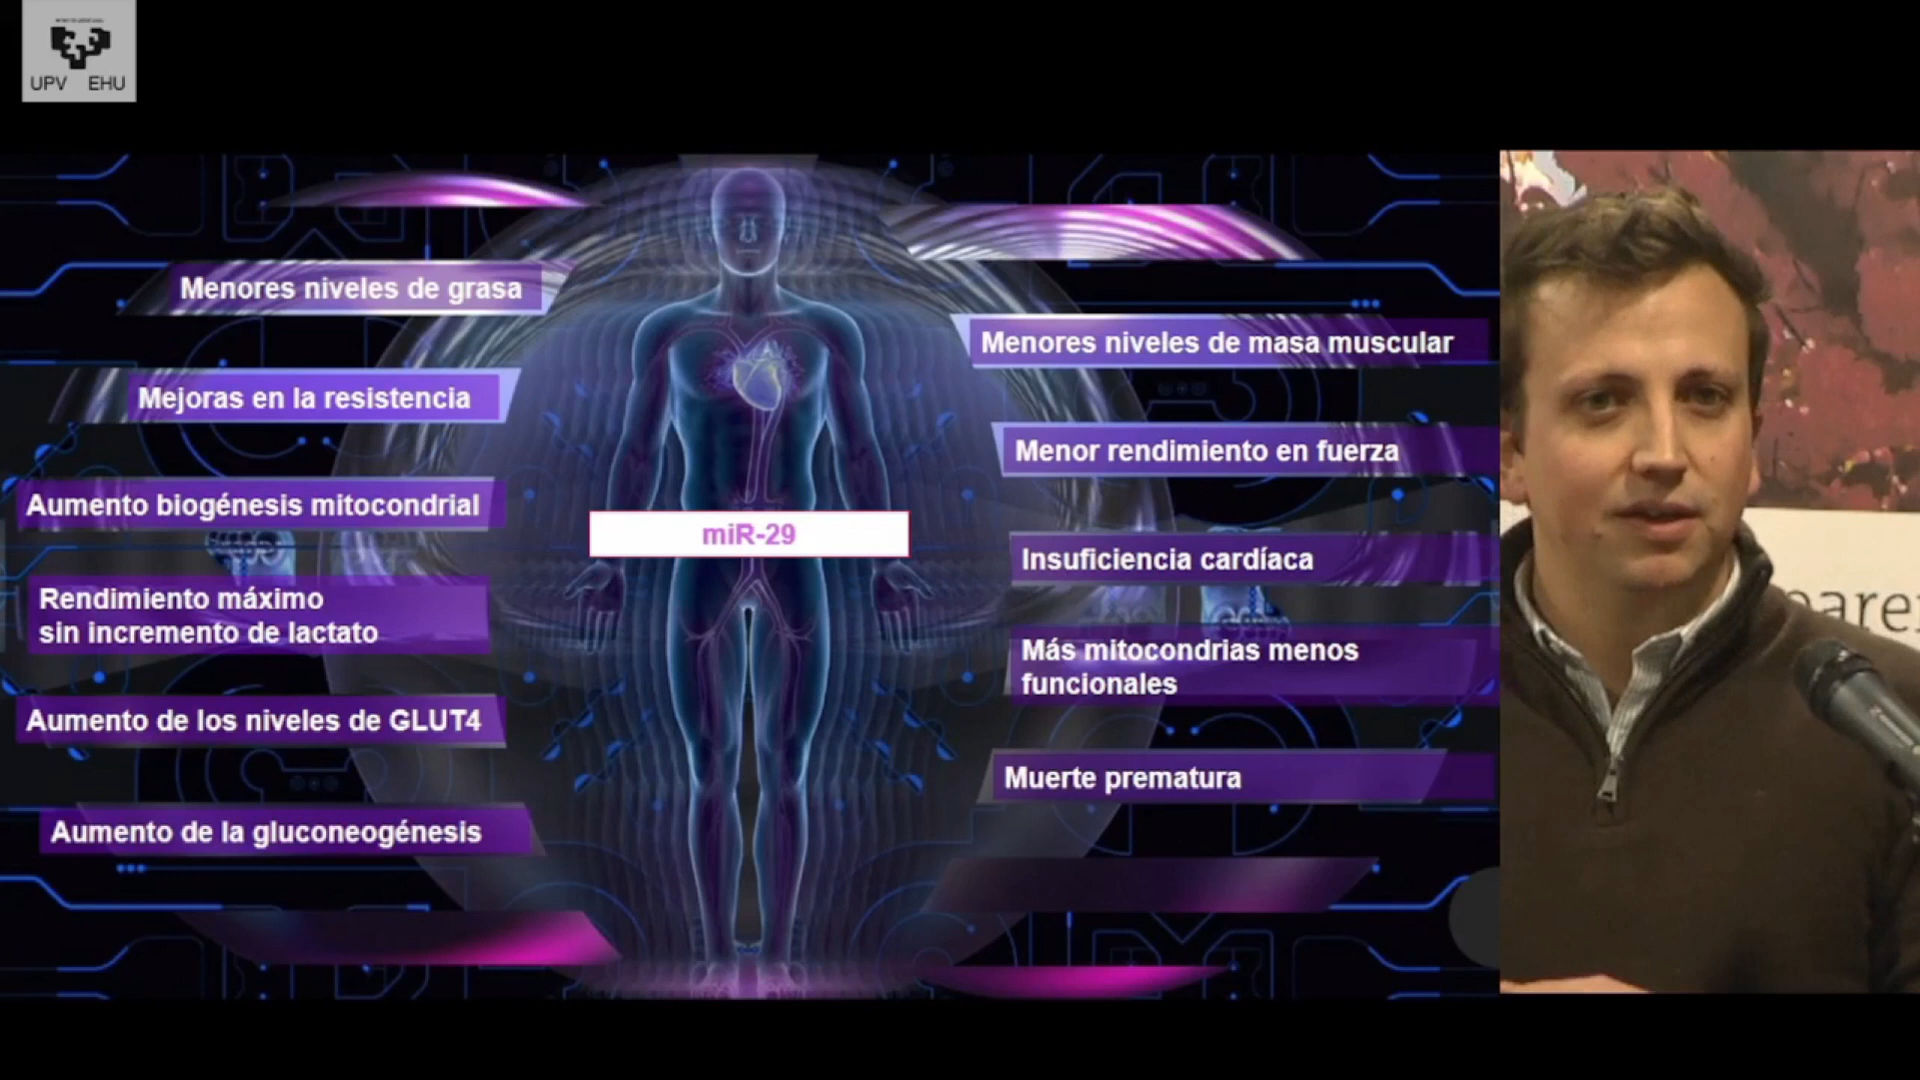 UPV EHU
Menores niveles de grasa
Mejoras en la resistencia
Aumento biogénesis mitocondrial
Rendimiento máximo
sin incremento de lactato
Aumento de los niveles de GLUT4
Aumento de la gluconeogénesis
miR-29
Menores niveles de masa muscular
Menor rendimiento en fuerza
Insuficiencia cardíaca
Más mitocondrias menos
funcionales
Muerte prematura